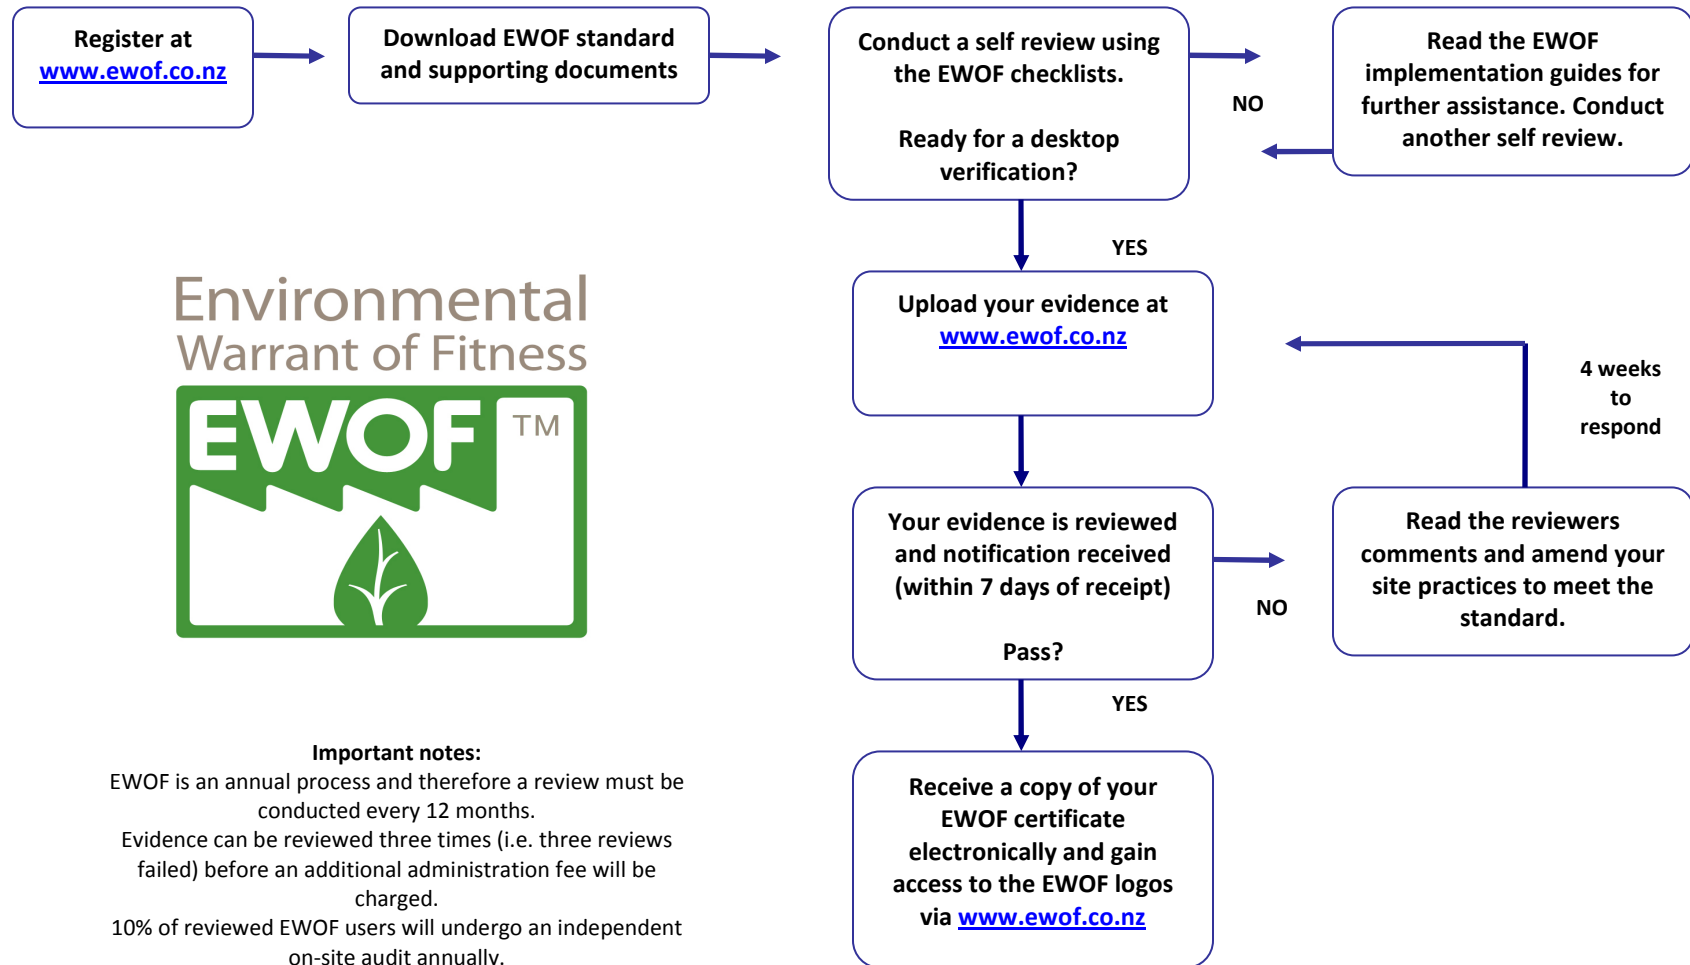 Register at
www.ewof.co.nz
Download EWOF standard
and supporting documents
Conduct a self review using
the EWOF checklists.
Ready for a desktop
verification?
NO
Read the EWOF
implementation guides for
further assistance. Conduct
another self review.
YES
Upload your evidence at
www.ewof.co.nz
4 weeks
to
respond
Your evidence is reviewed
and notification received
(within 7 days of receipt)
Pass?
NO
Read the reviewers
comments and amend your
site practices to meet the
standard.
YES
Receive a copy of your
EWOF certificate
electronically and gain
access to the EWOF logos
via www.ewof.co.nz
Environmental
Warrant of Fitness
EWOF TM
Important notes:
EWOF is an annual process and therefore a review must be
conducted every 12 months.
Evidence can be reviewed three times (i.e. three reviews
failed) before an additional administration fee will be
charged.
10% of reviewed EWOF users will undergo an independent
on-site audit annually.